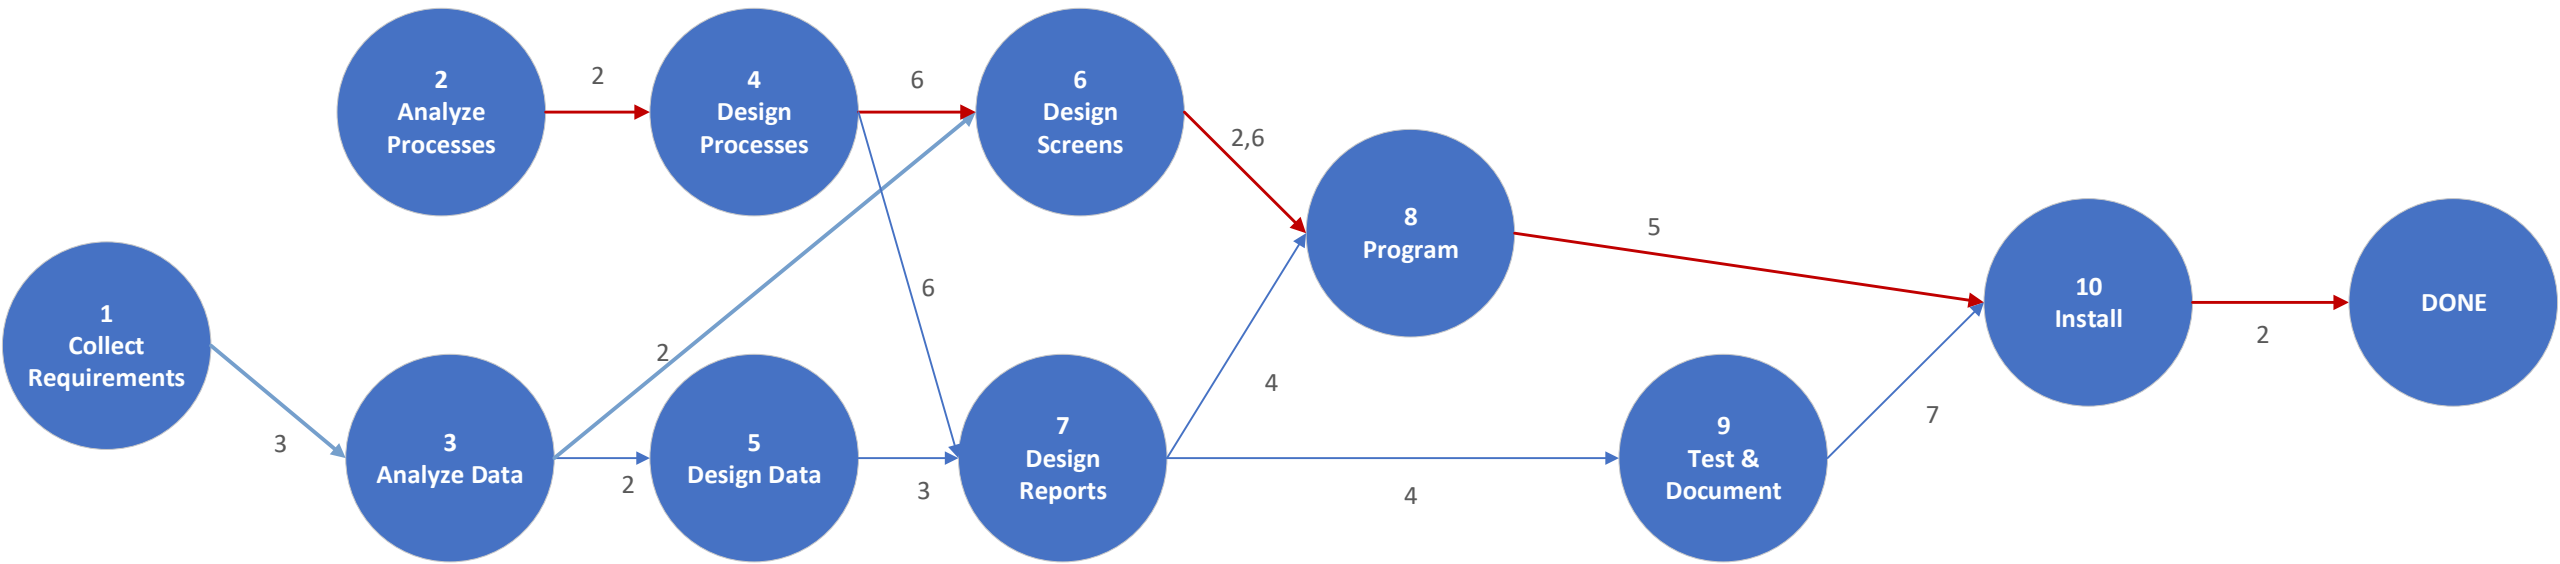 2
Analyze
Processes
2
4
Design
Processes
6
6
Design
Screens
2,6
8
Program
5
10
Install
2
DONE
1
Collect
Requirements
3
3
Analyze Data
2
2
5
Design Data
3
6
7
Design
Reports
4
4
9
Test &
Document
7